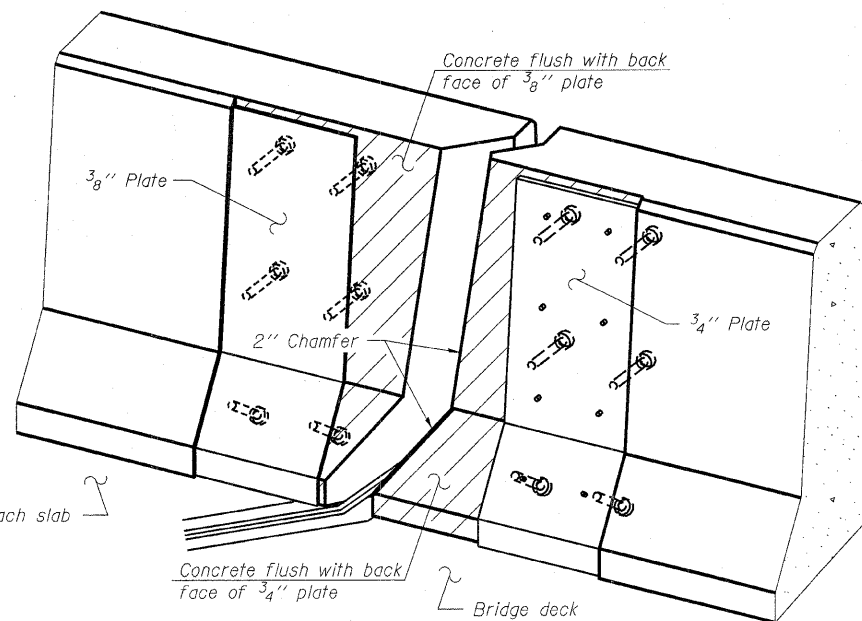 Concrete flush with back
face of 3/8" plate
3/8" Plate
3/4" Plate
2" Chamfer
ach slab
Concrete flush with back
face of 3/4" plate
Bridge deck